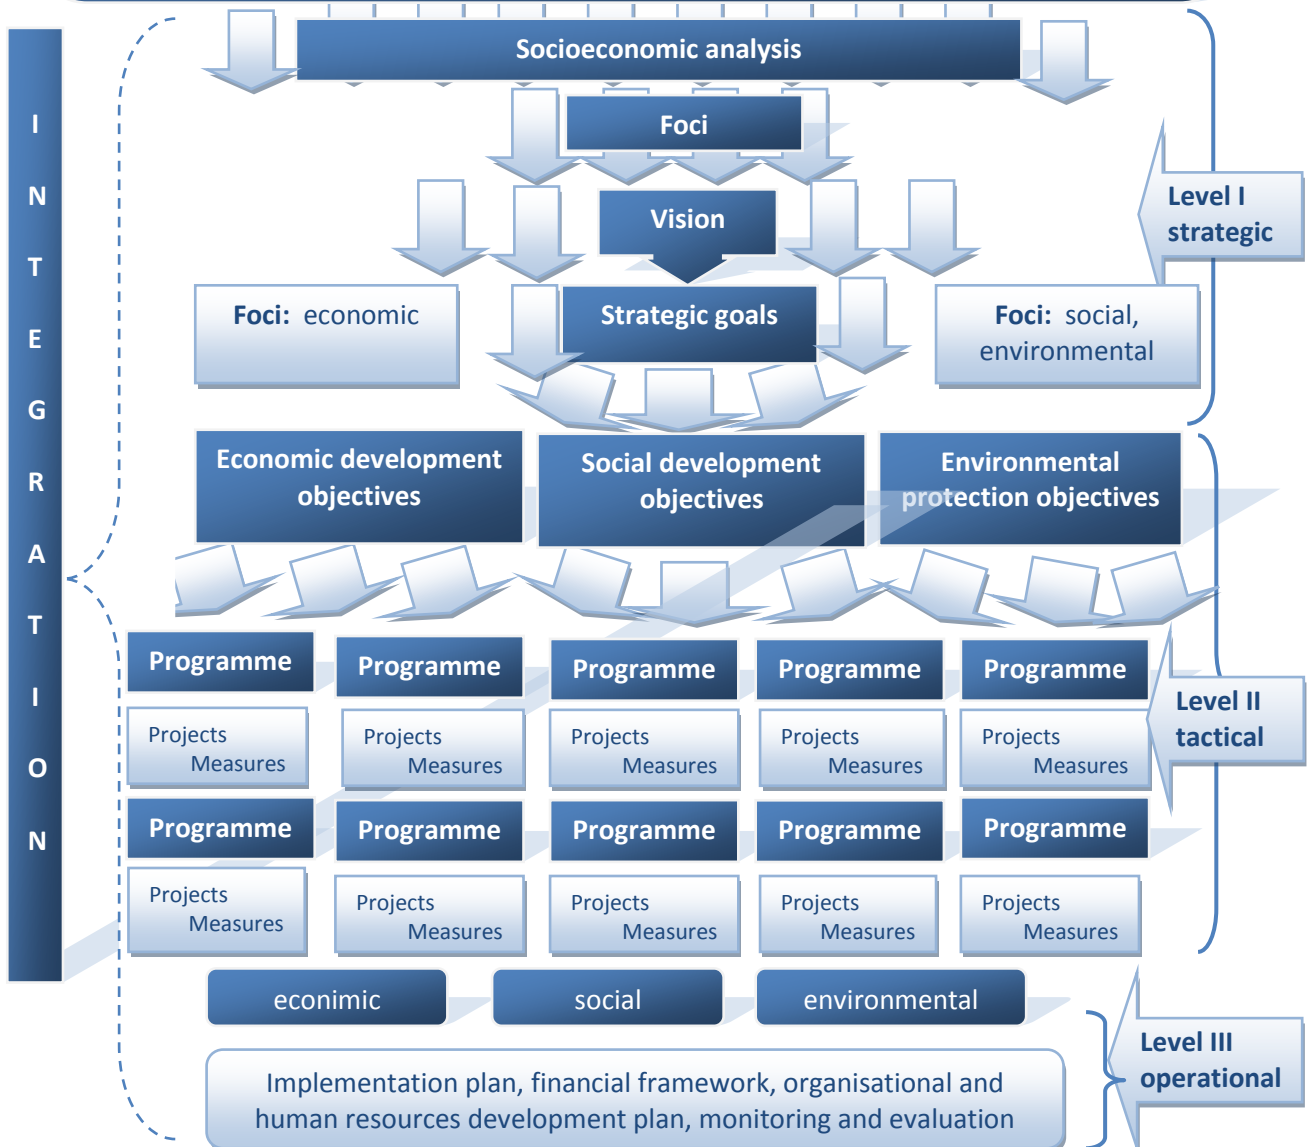 Socioeconomic analysis
Foci
Vision
Strategic goals
Foci: economic
Foci: social,
environmental
Level I
strategic
I
N
T
E
G
R
A
T
I
O
N
Economic development
objectives
Social development
objectives
Environmental
protection objectives
Programme
Programme
Programme
Programme
Programme
Projects
Measures
Projects
Measures
Projects
Measures
Projects
Measures
Projects
Measures
Level II
tactical
Programme
Programme
Programme
Programme
Programme
Projects
Measures
Projects
Measures
Projects
Measures
Projects
Measures
Projects
Measures
econimic
social
environmental
Implementation plan, financial framework, organisational and
human resources development plan, monitoring and evaluation
Level III
operational